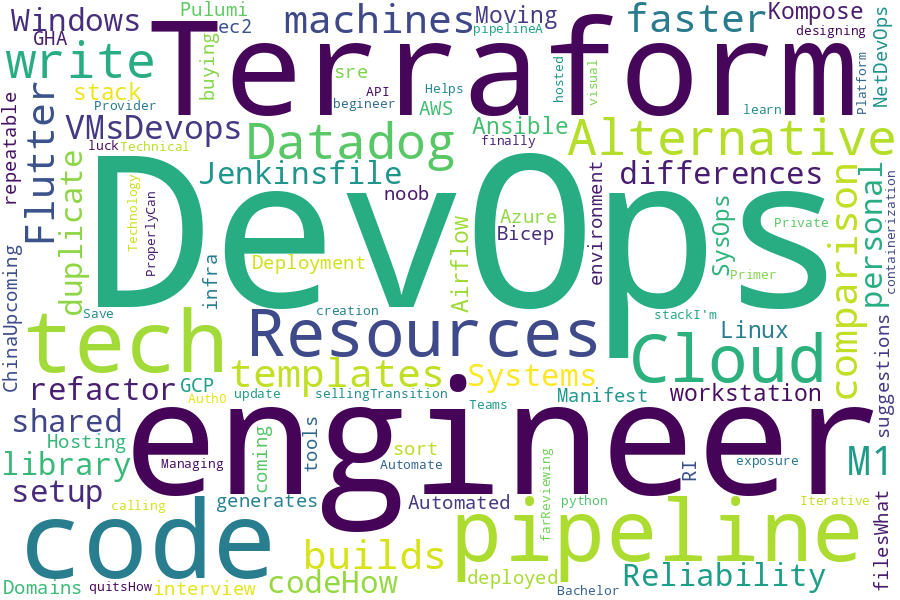 Windows
Pulumi
ec2
machines
Moving
pipelineA
faster
Kompose
designing
GHA
write
Terraform
buying
stack
Provider
sre
API
begineer
Helps
AWS
hosted
visual
learn
Platform
NetDevOps
repeatable
Flutter
VMsDevops
luck
Technical
Datadog
Ansible
finally
Alternative
Jenkinsfile
noob
differences
duplicate
Technology
ProperlyCan
DevOps
Azure
Bicep
environment
SysOps
Private
Primer
comparison
personal
containerization
Deployment
Airflow
infra
ChinaUpcoming
Save
creation
stackI'm
Linux
tech
Resources
Cloud
suggestions
refactor
GCP
templates
Systems
Auth0
update
sellingTransition
Teams
Manifest
workstation
shared
engineer
Hosting
library
Managing
coming
tools
sort
Automate
RI
exposure
M1
setup
calling
generates
Automated
farReviewing
python
Iterative
filesWhat
code
builds
pipeline
deployed
Reliability
Domains
quitsHow
interview
codeHow
Bachelor